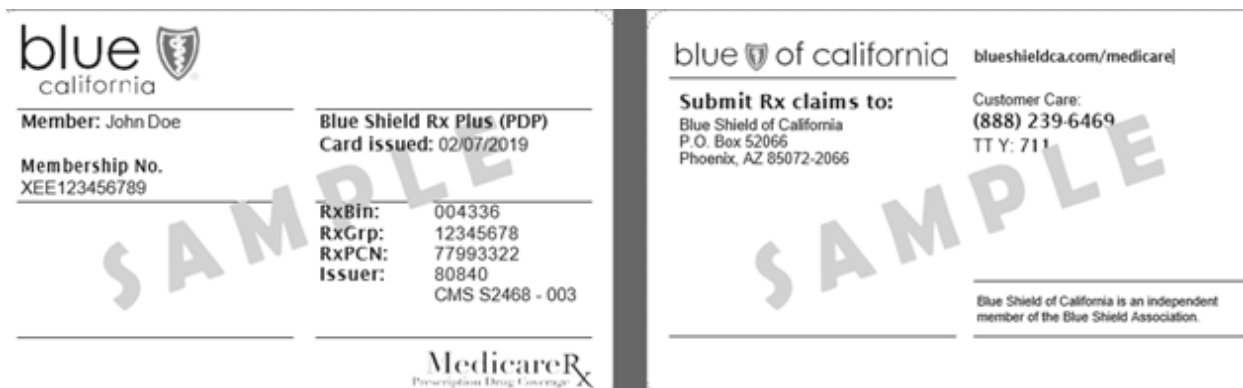 blue
california
Member: John Doe
Membership No.
XEE123456789
Blue Shield Rx Plus (PDP)
Card issued: 02/07/2019
RxBin: 004336
RxGrp: 12345678
RxPCN: 77993322
Issuer: 80840
CMS S2468 - 003
MedicareRx
Prescription Drug Coverage
SAMPLE
blue of california
Submit Rx claims to:
Blue Shield of California
P.O. Box 52066
Phoenix, AZ 85072-2066
blueshieldca.com/medicare
Customer Care:
(888) 239-6469
TT Y: 711
Blue Shield of California is an independent
member of the Blue Shield Association.
SAMPLE